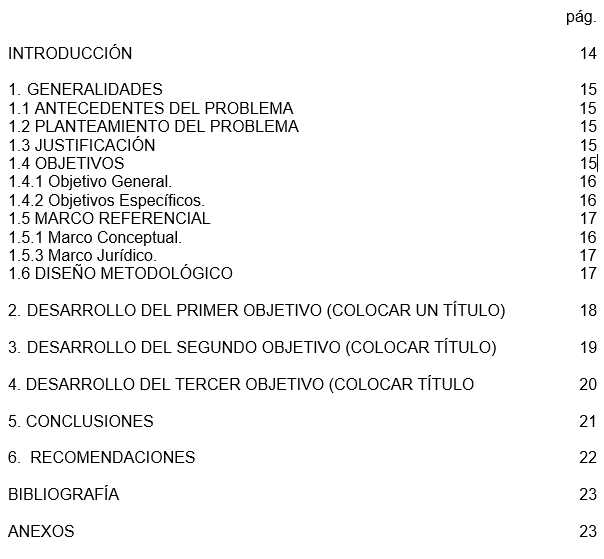 pág.
INTRODUCCIÓN 14
1. GENERALIDADES 15
1.1 ANTECEDENTES DEL PROBLEMA 15
1.2 PLANTEAMIENTO DEL PROBLEMA 15
1.3 JUSTIFICACIÓN 15
1.4 OBJETIVOS 15
1.4.1 Objetivo General. 16
1.4.2 Objetivos Específicos. 16
1.5 MARCO REFERENCIAL 17
1.5.1 Marco Conceptual. 16
1.5.3 Marco Jurídico. 17
1.6 DISEÑO METODOLÓGICO 17
2. DESARROLLO DEL PRIMER OBJETIVO (COLOCAR UN TÍTULO) 18
3. DESARROLLO DEL SEGUNDO OBJETIVO (COLOCAR TÍTULO) 19
4. DESARROLLO DEL TERCER OBJETIVO (COLOCAR TÍTULO 20
5. CONCLUSIONES 21
6. RECOMENDACIONES 22
BIBLIOGRAFÍA 23
ANEXOS 23